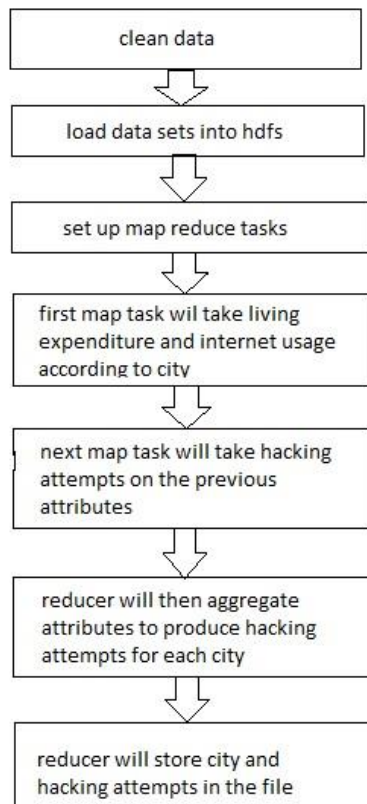 clean data
load data sets into hdfs
set up map reduce tasks
first map task wil take living
expenditure and internet usage
according to city
next map task will take hacking
attempts on the previous
attributes
reducer will then aggregate
attributes to produce hacking
attempts for each city
reducer will store city and
hacking attempts in the file